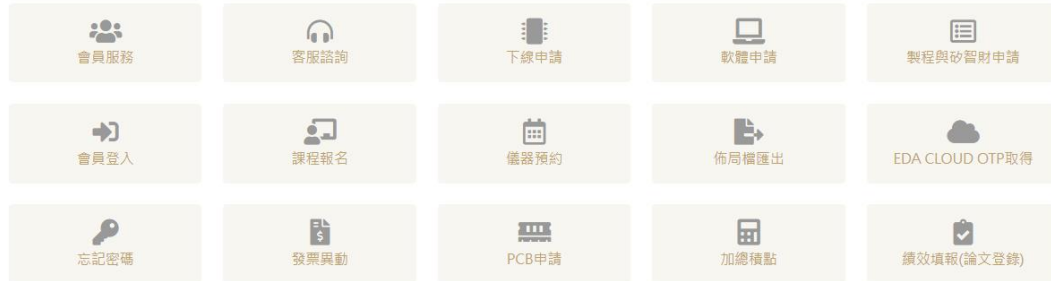 會員服務
客服諮詢
下線申請
軟體申請
製程與矽智財申請
會員登入
課程報名
儀器預約
佈局檔匯出
EDA CLOUD OTP取得
忘記密碼
發票異動
PCB申請
加總積點
績效填報(論文登錄)